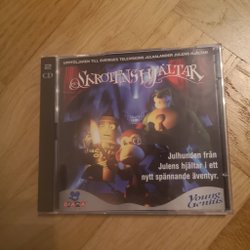 UPPFÖLJAREN TILL SVERIGES TELEVISIONS JULKALENDER JULENS HJÄLTAR
2
CD
SKROTENS HJÄLTAR
Julhunden från
Julens hjältar i ett
nytt spännande äventyr.
Young
Genius